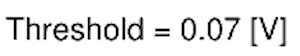 Threshold = 0.07 [V]